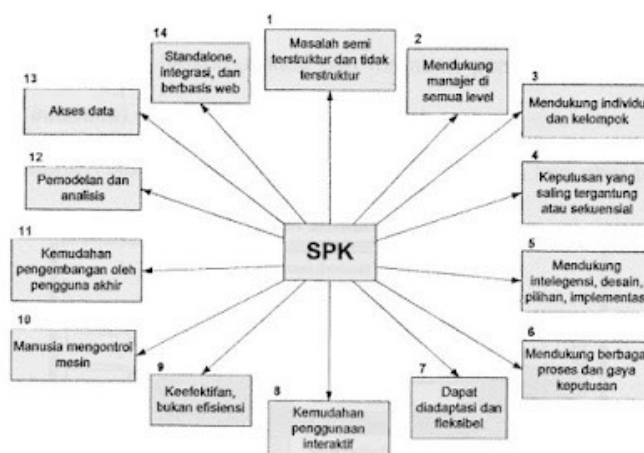 1
Masalah semi
terstruktur dan tidak
terstruktur
2
Mendukung
manajer di
semua level
3
Mendukung individu
dan kelompok
4
Keputusan yang
saling tergantung
atau sekuensial
5
Mendukung
intelegensi, desain,
pilihan, implementasi
6
Mendukung berbagai
proses dan gaya
keputusan
7
Dapat
diadaptasi dan
fleksibel
8
Kemudahan
penggunaan
interaktif
9
Keefektifan,
bukan efisiensi
10
Manusia mengontrol
mesin
11
Kemudahan
pengembangan oleh
pengguna akhir
12
Pemodelan dan
analisis
13
Akses data
14
Standalone,
integrasi, dan
berbasis web
SPK